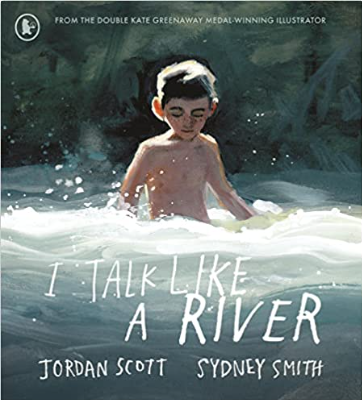 FROM THE DOUBLE KATE GREENAWAY MEDAL-WINNING ILLUSTRATOR
I TALK LIKE
A RIVER
JORDAN SCOTT SYDNEY SMITH